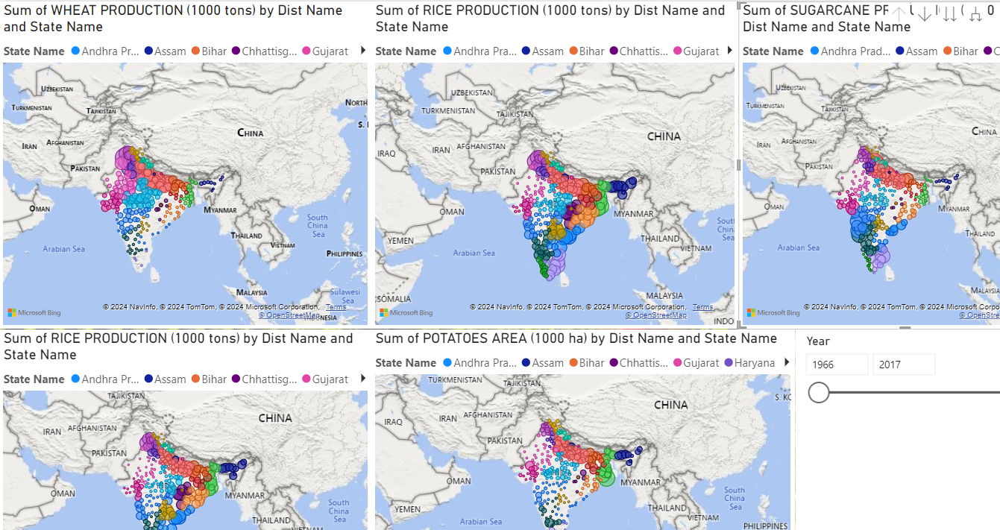 Sum of WHEAT PRODUCTION (1000 tons) by Dist Name
and State Name
State Name Andhra Pr... Assam Bihar Chhattisg... Gujarat
UZBEKISTAN
TURKMENISTAN
TAJIKISTAN
NORTH
S.
CHINA
IRAN
AFGHANISTAN
PAKISTAN
OMAN
MYANMAR
South
China
Sea
THAILAND
Arabian Sea
VIETNAM
PHILIPPINES
MALAYSIA
Sulawesi
Sea
Microsoft Bing
© 2024 NavInfo, © 2024 TomTom, © 2024 Microsoft Corporation, Terms
© OpenStreetMap
Sum of RICE PRODUCTION (1000 tons) by Dist Name and
State Name
State Name Andhra Pra... Assam Bihar Chhattis... Gujarat
UZBEKISTAN
TURKMENISTAN
TAJIKISTAN
CHINA
IRAQ
IRAN
AFGHANISTAN
PAKISTAN
OMAN
MYANMAR
Sout
Chin
Sea
YEMEN
THAILAND
Arabian Sea
VIETNAM
SOMALIA
MALAYSIA
Microsoft Bing
© 2024 NavInfo, © 2024 TomTom, © 2024 Microsoft Corporation, Terms
© OpenStreetMap
INDO
Sum of SUGARCANE PR
Dist Name and State Name
State Name Andhra Prad... Assam Bihar C
UZBEKISTAN
TURKMENISTAN
TAJIKISTAN
CHINA
IRAN
AFGHANISTAN
PAKISTAN
OMAN
MYANMAR
THAILAND
Arabian Sea
Microsoft Bing
© 2024 NavInfo, © 2024 TomTom, © 2024 Microsoft Corpo
© OpenStre
Sum of RICE PRODUCTION (1000 tons) by Dist Name and
State Name
State Name Andhra Pr... Assam Bihar Chhattisg... Gujarat
TAJIKISTAN
CHINA
IRAN
AFGHANISTAN
PAKISTAN
OMAN
MYANMAR
South
China
Sea
THAILAND
VIETNAM
Sum of POTATOES AREA (1000 ha) by Dist Name and State Name
State Name Andhra Pra... Assam Bihar Chhattis... Gujarat Haryana
TURKMENISTAN
TAJIKISTAN
S. KO
CHINA
IRAQ
IRAN
AFGHANISTAN
PAKISTAN
OMAN
MYANMAR
South
China
Sea
YEMEN
THAILAND
VIETNAM
Arabian Sea
PHILIPPINES
Year
1966 2017